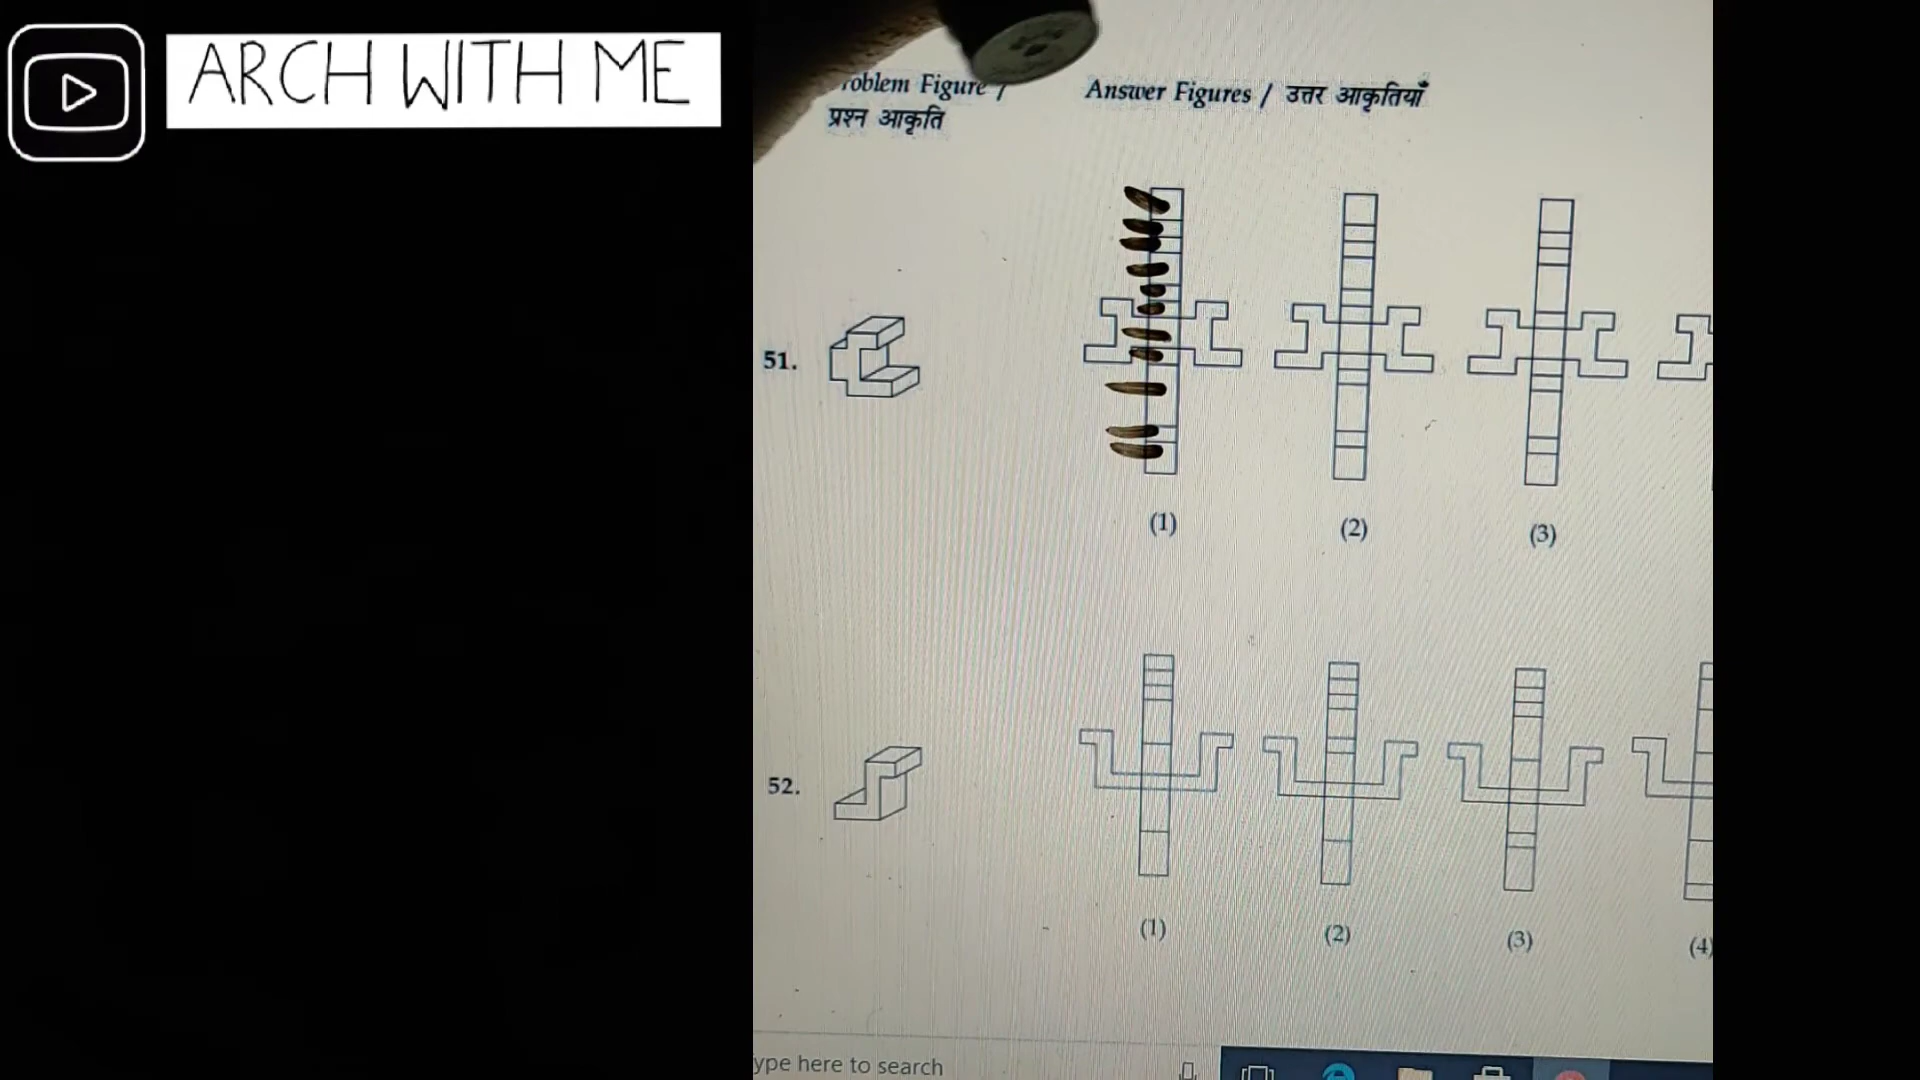 ARCH WITH ME
roblem Figure /
प्रश्न आकृति
Answer Figures / उत्तर आकृतियाँ
51.
(1)
(2)
(3)
52.
(1)
(2)
(3)
(4)
ype here to search